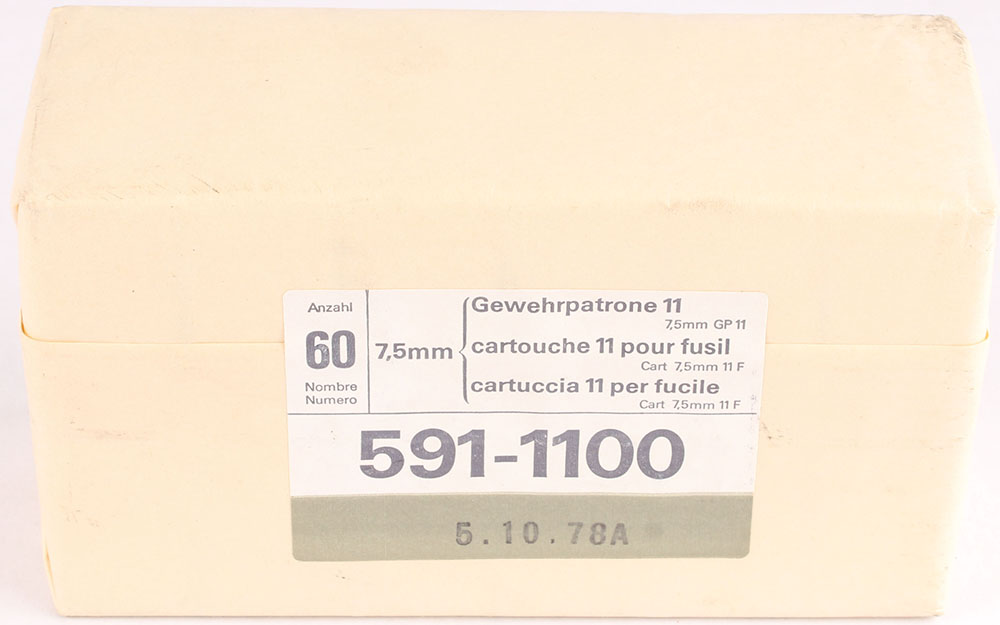 Anzahl
60
Nombre
Numero
7,5mm
Gewehrpatrone 11
7,5mm GP 11
cartouche 11 pour fusil
Cart 7,5mm 11 F
cartuccia 11 per fucile
Cart 7,5mm 11 F
591-1100
5.10.78A